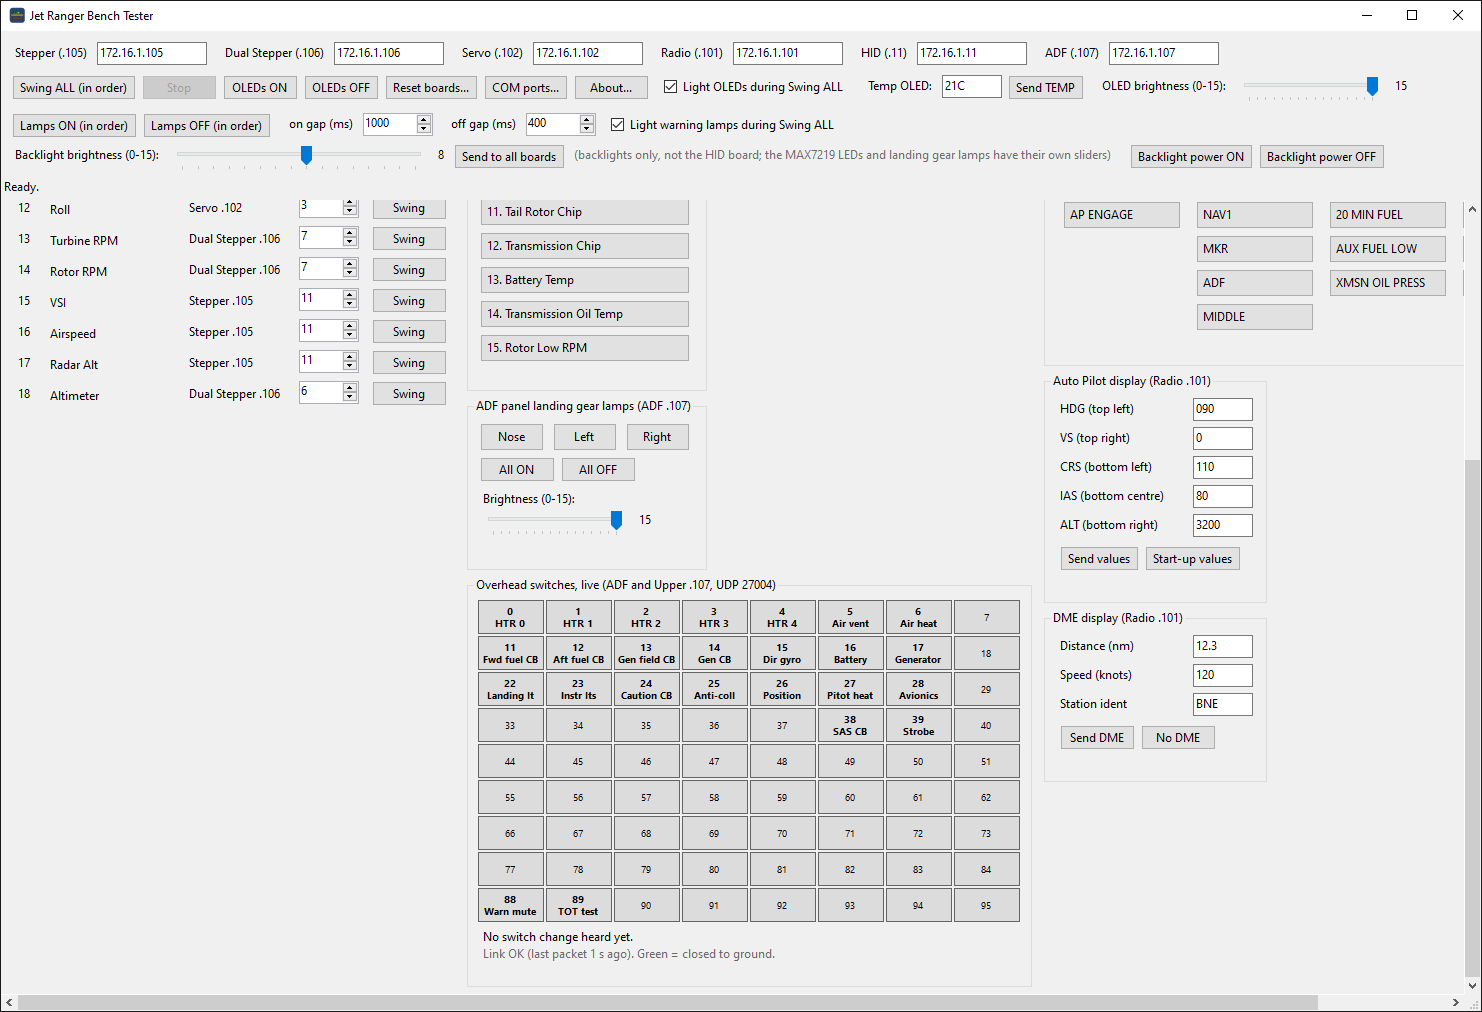 Jet Ranger Bench Tester
Stepper (.105) 172.16.1.105 Dual Stepper (.106) 172.16.1.106 Servo (.102) 172.16.1.102 Radio (.101) 172.16.1.101 HID (.11) 172.16.1.11 ADF (.107) 172.16.1.107
Swing ALL (in order) Stop OLEDs ON OLEDs OFF Reset boards... COM ports... About... Light OLEDs during Swing ALL Temp OLED: 21C Send TEMP OLED brightness (0-15): 15
Lamps ON (in order) Lamps OFF (in order) on gap (ms) 1000 off gap (ms) 400 Light warning lamps during Swing ALL
Backlight brightness (0-15): 8 Send to all boards (backlights only, not the HID board; the MAX7219 LEDs and landing gear lamps have their own sliders) Backlight power ON Backlight power OFF
Ready.
12 Roll Servo .102 3 Swing
13 Turbine RPM Dual Stepper .106 7 Swing
14 Rotor RPM Dual Stepper .106 7 Swing
15 VSI Stepper .105 11 Swing
16 Airspeed Stepper .105 11 Swing
17 Radar Alt Stepper .105 11 Swing
18 Altimeter Dual Stepper .106 6 Swing
11. Tail Rotor Chip
12. Transmission Chip
13. Battery Temp
14. Transmission Oil Temp
15. Rotor Low RPM
ADF panel landing gear lamps (ADF .107)
Nose Left Right
All ON All OFF
Brightness (0-15):
15
Overhead switches, live (ADF and Upper .107, UDP 27004)
0 1 2 3 4 5 6 7
HTR 0 HTR 1 HTR 2 HTR 3 HTR 4 Air vent Air heat
11 12 13 14 15 16 17 18
Fwd fuel CB Aft fuel CB Gen field CB Gen CB Dir gyro Battery Generator
22 23 24 25 26 27 28 29
Landing lt Instr lts Caution CB Anti-coll Position Pitot heat Avionics
33 34 35 36 37 38 39 40
SAS CB Strobe
44 45 46 47 48 49 50 51
55 56 57 58 59 60 61 62
66 67 68 69 70 71 72 73
77 78 79 80 81 82 83 84
88 89 90 91 92 93 94 95
Warn mute TOT test
No switch change heard yet.
Link OK (last packet 1 s ago). Green = closed to ground.
AP ENGAGE NAV1 20 MIN FUEL
MKR AUX FUEL LOW
ADF XMSN OIL PRESS
MIDDLE
Auto Pilot display (Radio .101)
HDG (top left) 090
VS (top right) 0
CRS (bottom left) 110
IAS (bottom centre) 80
ALT (bottom right) 3200
Send values Start-up values
DME display (Radio .101)
Distance (nm) 12.3
Speed (knots) 120
Station ident BNE
Send DME No DME